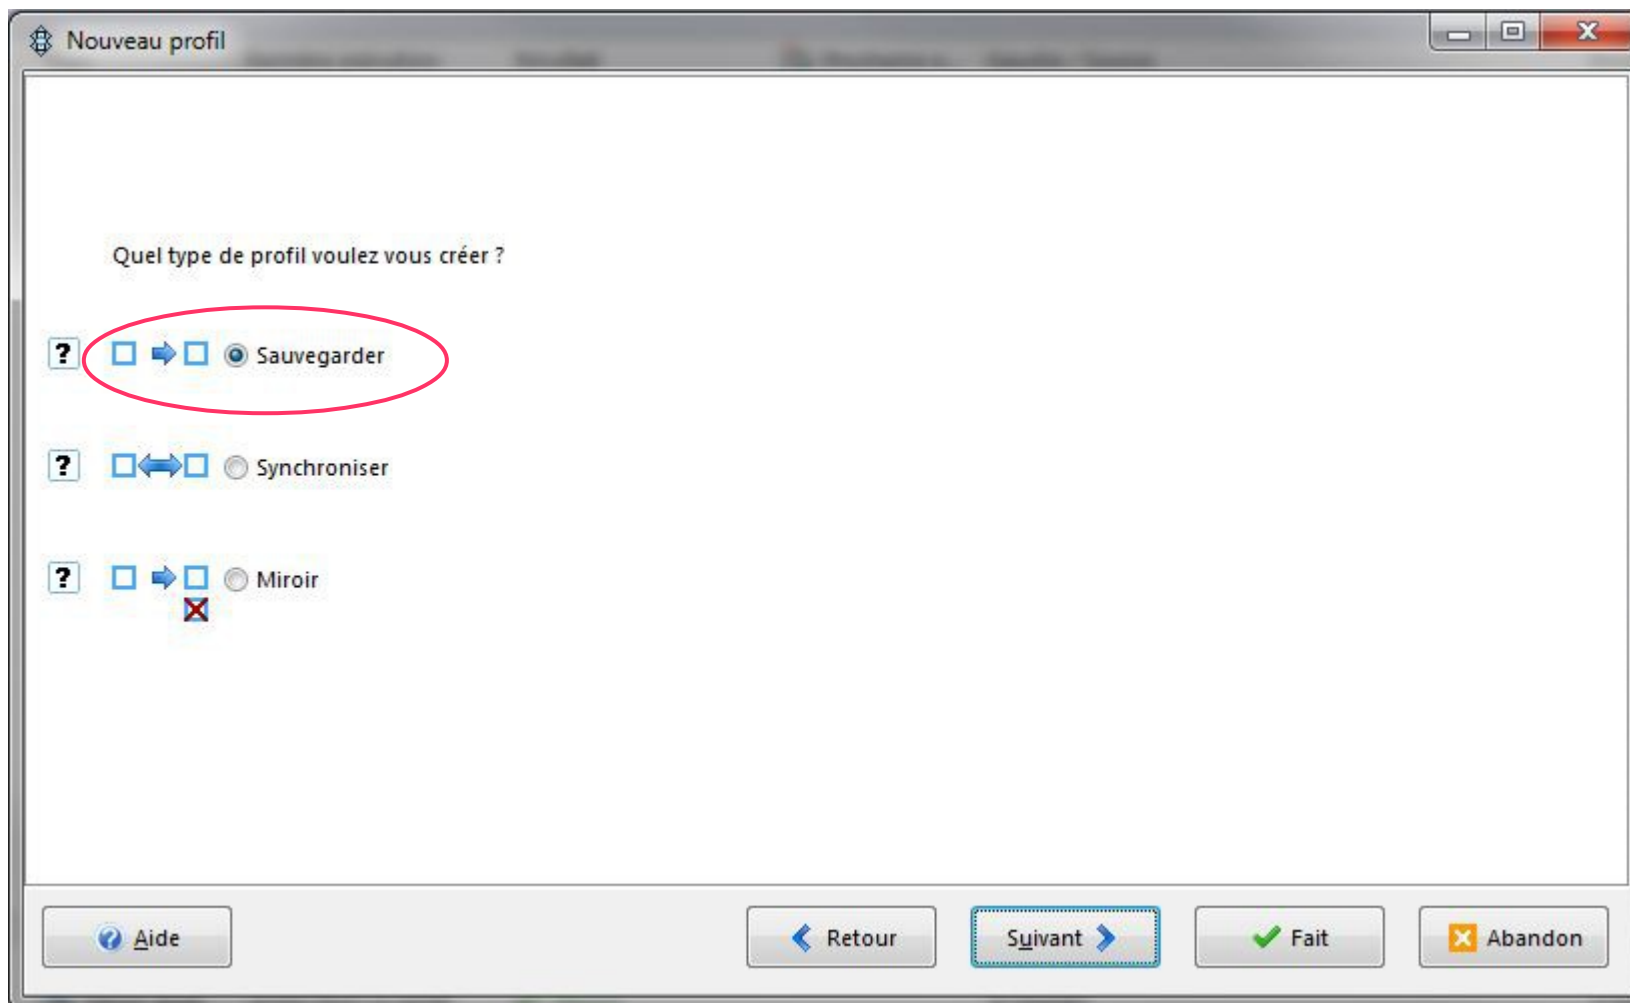 Nouveau profil
Quel type de profil voulez vous créer ?
? Sauvegarder
? Synchroniser
? Miroir
Aide
Retour
Suivant
Fait
Abandon